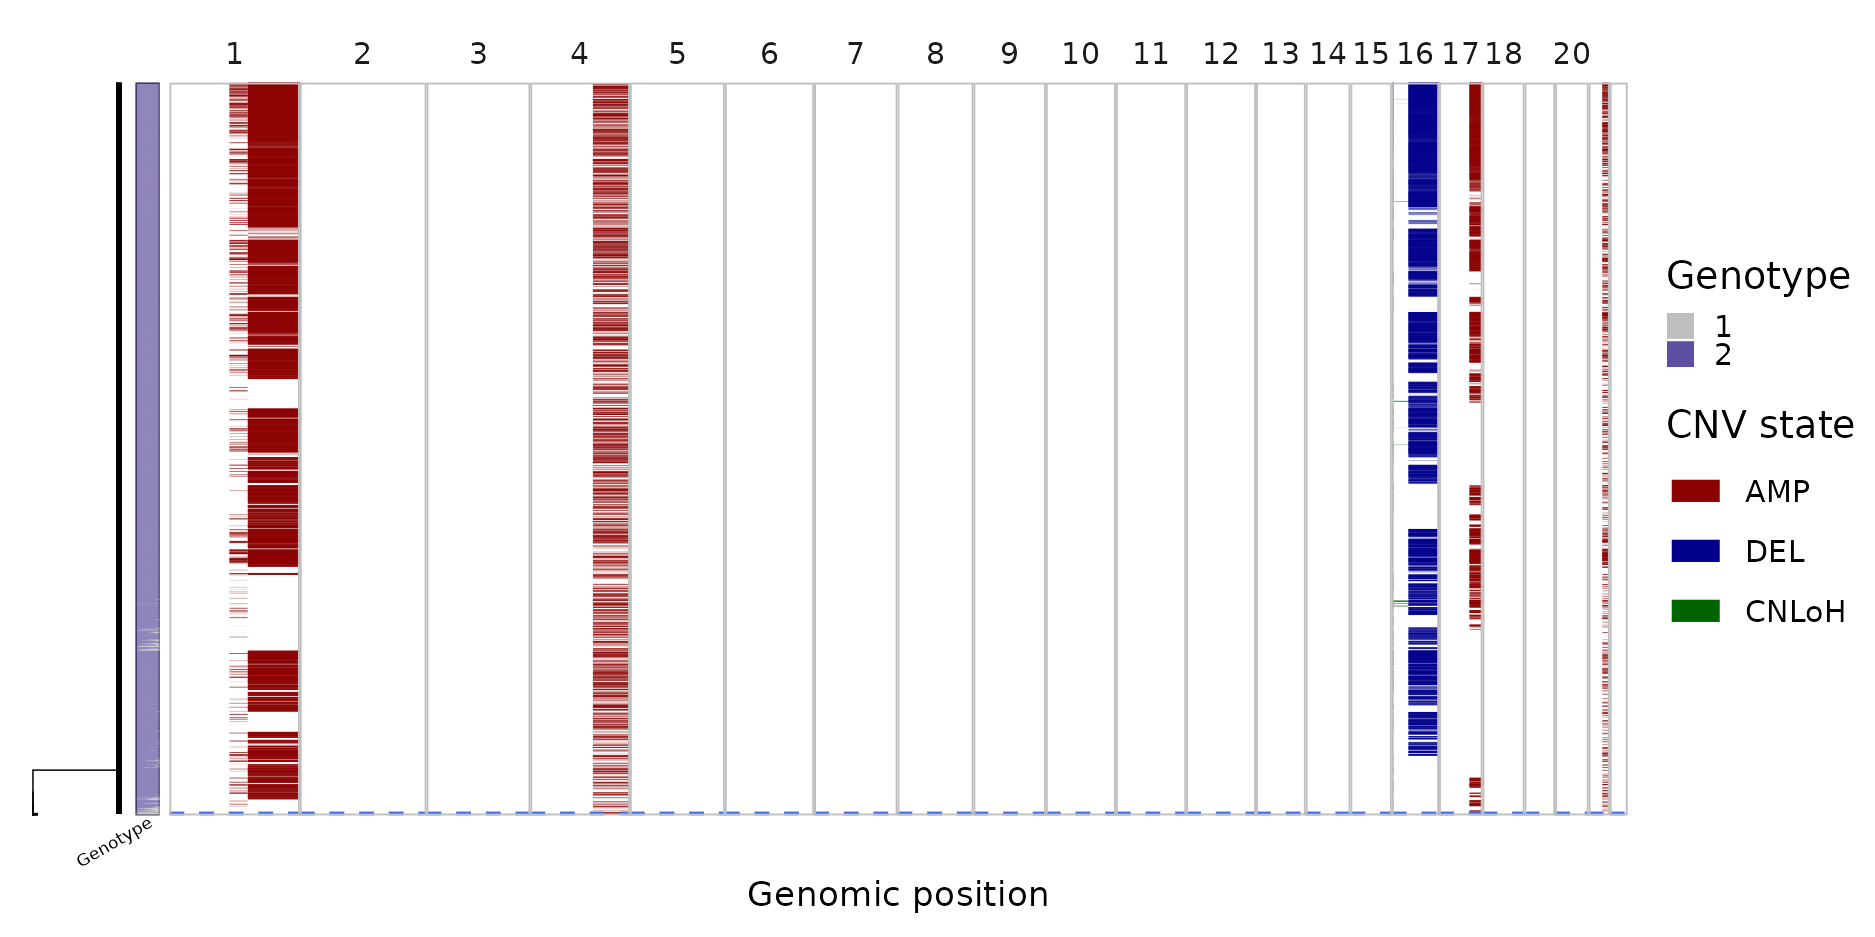 1 2 3 4 5 6 7 8 9 10 11 12 13 14 15 16 17 18 20
Genotype
1
2
CNV state
AMP
DEL
CNLoH
Genotype
Genomic position